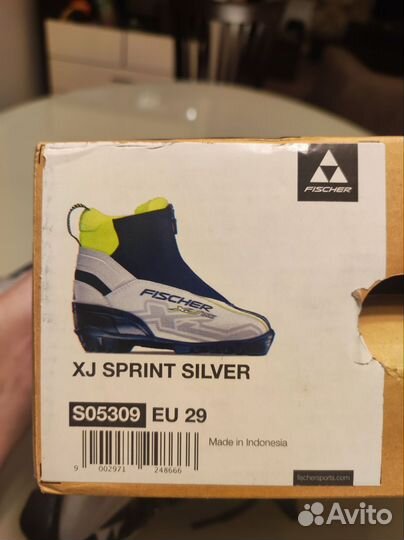 FISCHER
FISCHER
XJ SPRINT SILVER
S05309 EU 29
Made in Indonesia
9 002971 248666
fischersports.com
Avito